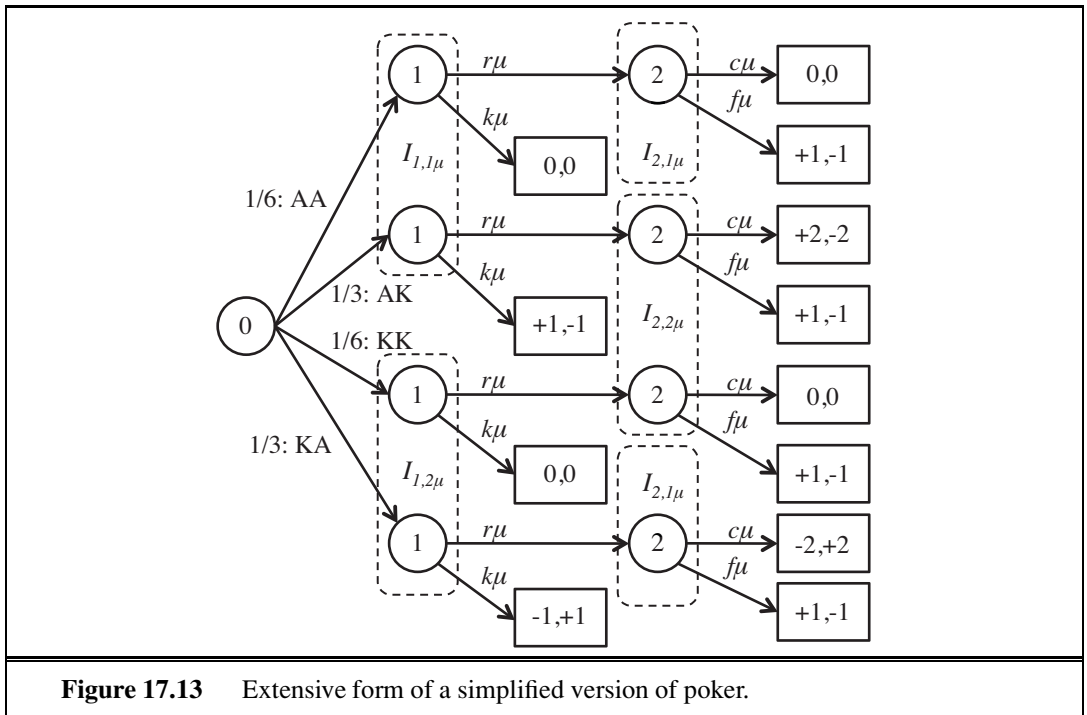 1
rμ
2
cμ
0,0
fμ
kμ
I1,1μ
0,0
I2,1μ
+1,-1
1/6: AA
1
rμ
2
cμ
+2,-2
fμ
kμ
1/3: AK
I2,2μ
+1,-1
0
+1,-1
1/6: KK
1
rμ
2
cμ
0,0
fμ
kμ
1/3: KA
I1,2μ
0,0
I2,1μ
+1,-1
1
rμ
2
cμ
-2,+2
fμ
kμ
-1,+1
+1,-1
Figure 17.13 Extensive form of a simplified version of poker.